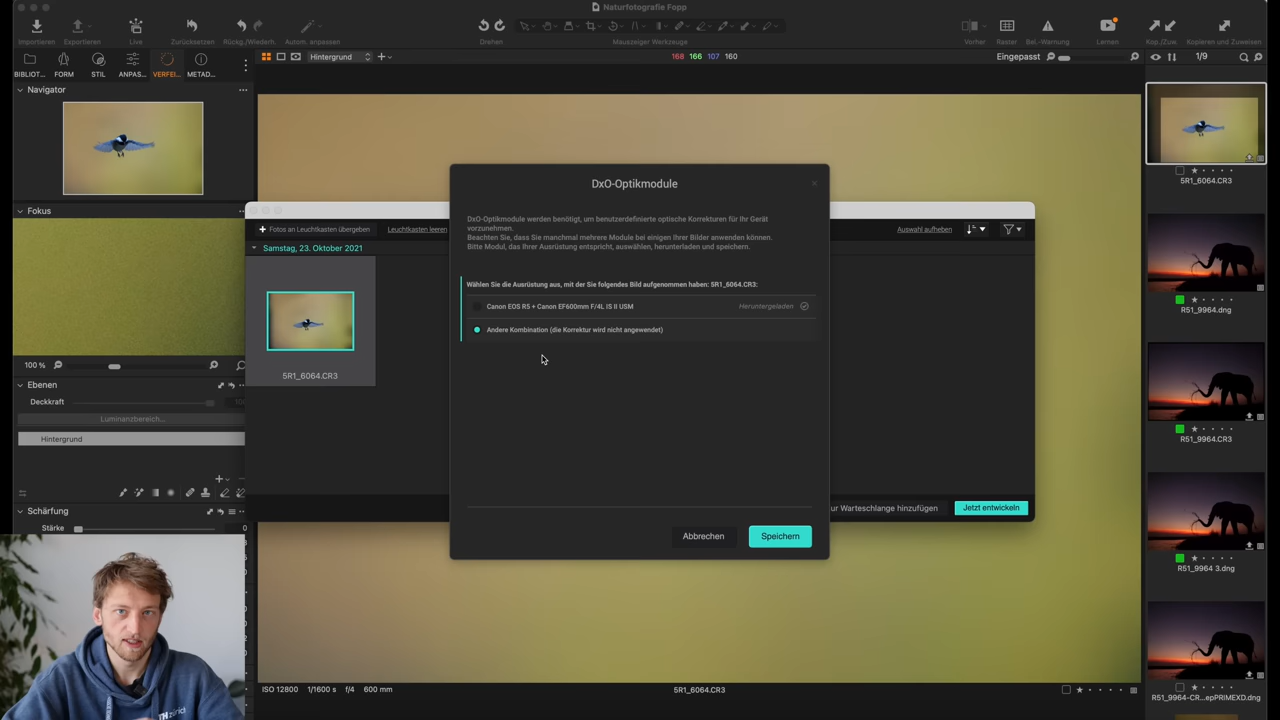 Naturfotografie Fopp
Importieren
Exportieren
Live
Zurücksetzen
Rückg./Wiederh.
Autom. anpassen
Drehen
Mauszeiger Werkzeuge
Vorher
Raster
Bel.-Warnung
Lernen
Kop./Zuw.
Kopieren und Zuweisen
BIBLIOT...
FORM
STIL
ANPAS...
VERFEI...
METAD...
Hintergrund
168 166 107 160
Eingepasst
1/9
Navigator
Fokus
100 %
Ebenen
Deckkraft
Luminanzbereich...
Hintergrund
Schärfung
Stärke
0
Fotos an Leuchtkasten übergeben
Leuchtkasten leeren
Auswahl aufheben
Samstag, 23. Oktober 2021
5R1_6064.CR3
DxO-Optikmodule
DxO-Optikmodule werden benötigt, um benutzerdefinierte optische Korrekturen für Ihr Gerät
vorzunehmen.
Beachten Sie, dass Sie manchmal mehrere Module bei einigen Ihrer Bilder anwenden können.
Bitte Modul, das Ihrer Ausrüstung entspricht, auswählen, herunterladen und speichern.
Wählen Sie die Ausrüstung aus, mit der Sie folgendes Bild aufgenommen haben: 5R1_6064.CR3:
Canon EOS R5 + Canon EF600mm F/4L IS II USM
Heruntergeladen
Andere Kombination (die Korrektur wird nicht angewendet)
Abbrechen
Speichern
ur Warteschlange hinzufügen
Jetzt entwickeln
5R1_6064.CR3
R51_9964.dng
R51_9964.CR3
R51_9964 3.dng
R51_9964-CR...epPRIMEXD.dng
ISO 12800 1/1600 s f/4 600 mm
5R1_6064.CR3